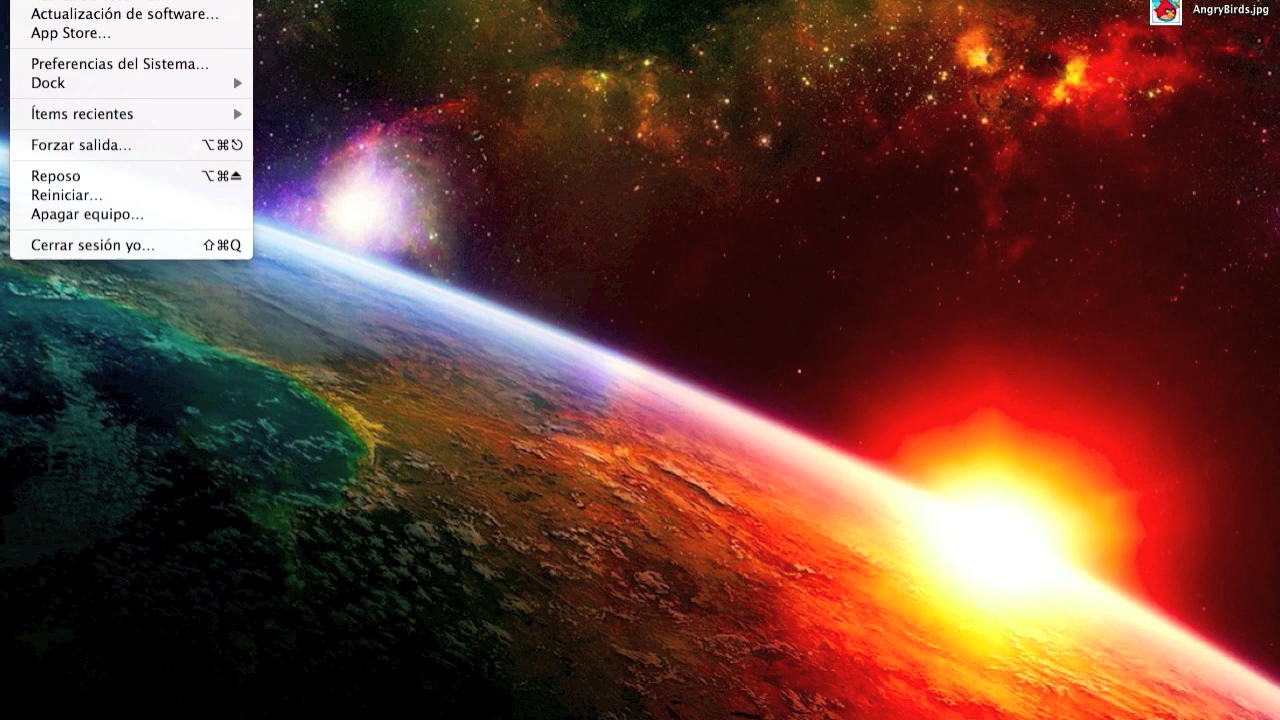 Actualización de software...
App Store...
Preferencias del Sistema...
Dock
Ítems recientes
Forzar salida... ⌥⌘⎋
Reposo ⌥⌘⏏
Reiniciar...
Apagar equipo...
Cerrar sesión yo... ⇧⌘Q
AngryBirds.jpg